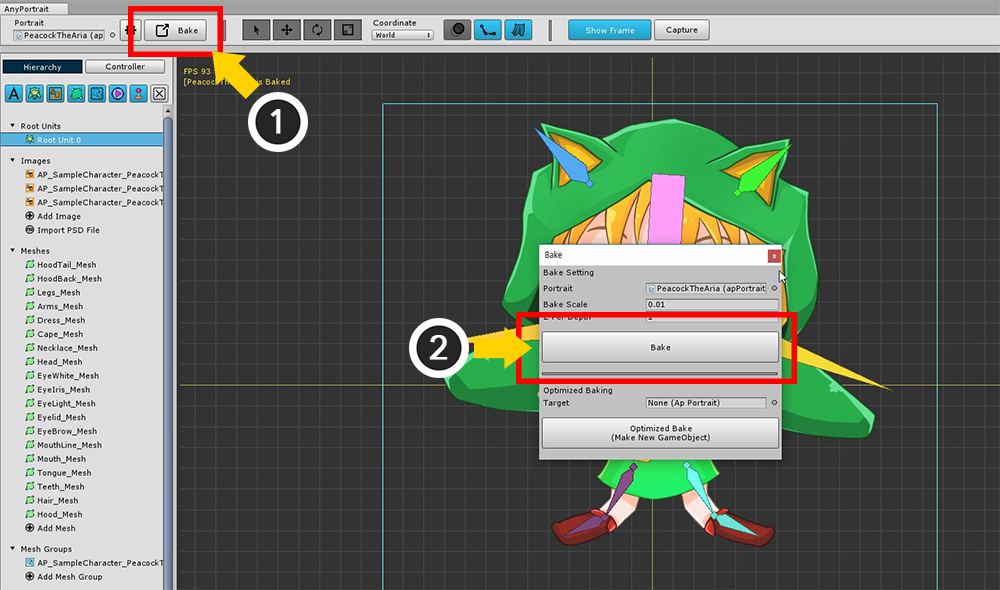 AnyPortrait
Portrait
PeacockTheAria (ap
Bake
Coordinate
World
Show Frame
Capture
Hierarchy
Controller
A
Root Units
Root Unit 0
Images
AP_SampleCharacter_PeacockT
AP_SampleCharacter_PeacockT
AP_SampleCharacter_PeacockT
Add Image
Import PSD File
Meshes
HoodTail_Mesh
HoodBack_Mesh
Legs_Mesh
Arms_Mesh
Dress_Mesh
Cape_Mesh
Necklace_Mesh
Head_Mesh
EyeWhite_Mesh
EyeIris_Mesh
EyeLight_Mesh
Eyelid_Mesh
EyeBrow_Mesh
MouthLine_Mesh
Mouth_Mesh
Tongue_Mesh
Teeth_Mesh
Hair_Mesh
Hood_Mesh
Add Mesh
Mesh Groups
AP_SampleCharacter_PeacockT
Add Mesh Group
FPS 93
[PeacockThe s Baked
1
Bake
x
Bake Setting
Portrait
PeacockTheAria (apPortrait
Bake Scale
0.01
Z Per Depth
1
2
Bake
Optimized Baking
Target
None (Ap Portrait)
Optimized Bake
(Make New GameObject)